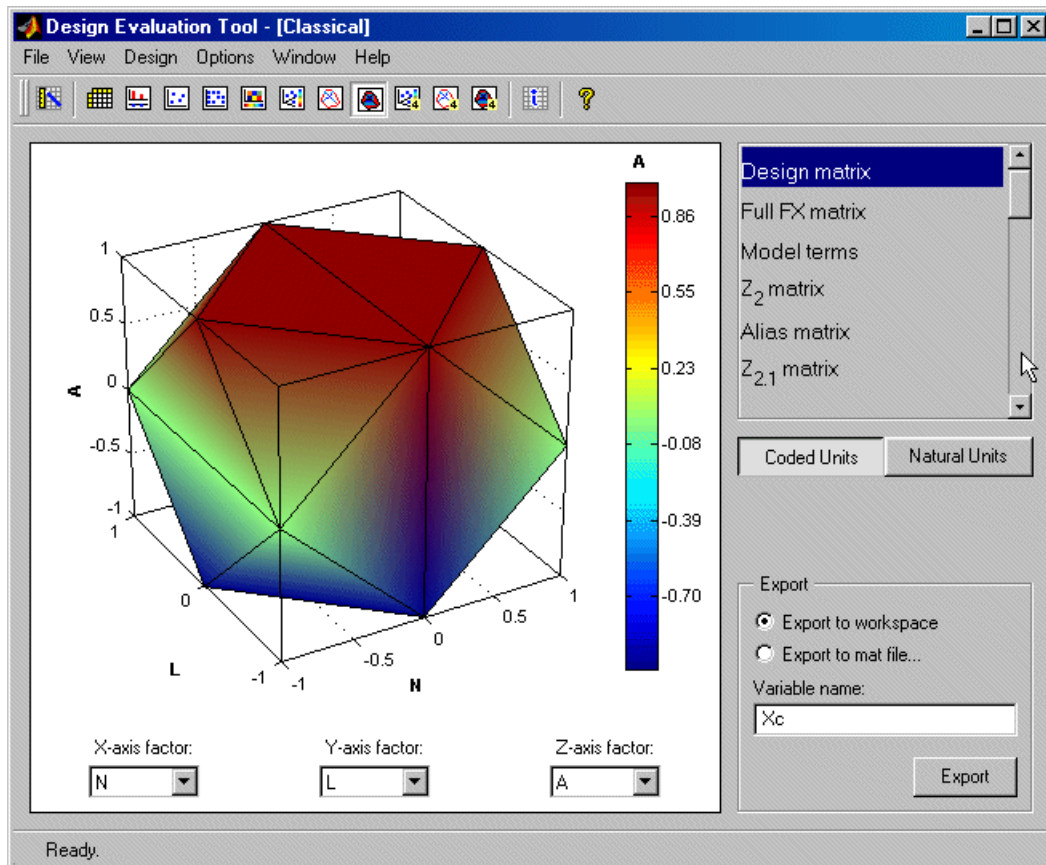 Design Evaluation Tool - [Classical]
File View Design Options Window Help
4 4 4 i ?
A
1
0.5
0
-0.5
-1
A
1
0
-1
L
-1
-0.5
0
0.5
1
N
0.86
0.55
0.23
-0.08
-0.39
-0.70
X-axis factor: Y-axis factor: Z-axis factor:
N L A
Design matrix
Full FX matrix
Model terms
Z2 matrix
Alias matrix
Z2.1 matrix
Coded Units Natural Units
Export
Export to workspace
Export to mat file...
Variable name:
Xc
Export
Ready.